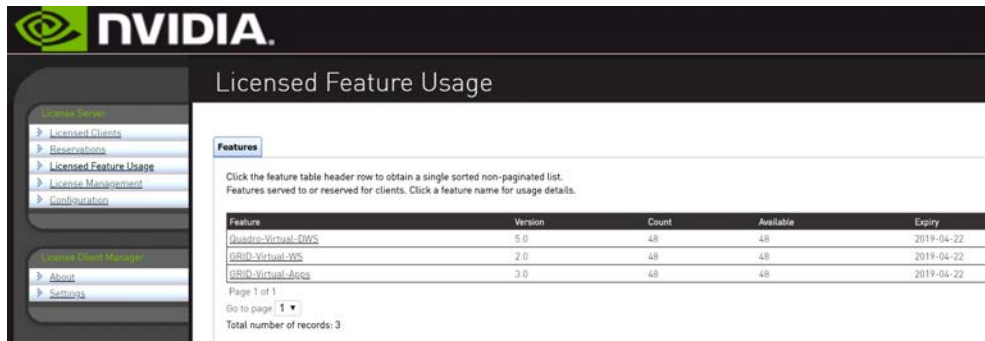 NVIDIA.
Licensed Feature Usage
License Server
Licensed Clients
Reservations
Licensed Feature Usage
License Management
Configuration
License Client Manager
About
Settings
Features
Click the feature table header row to obtain a single sorted non-paginated list.
Features served to or reserved for clients. Click a feature name for usage details.
Feature Version Count Available Expiry
Quadro-Virtual-DWS 5.0 48 48 2019-04-22
GRID-Virtual-WS 2.0 48 48 2019-04-22
GRID-Virtual-Apps 3.0 48 48 2019-04-22
Page 1 of 1
Go to page 1
Total number of records: 3